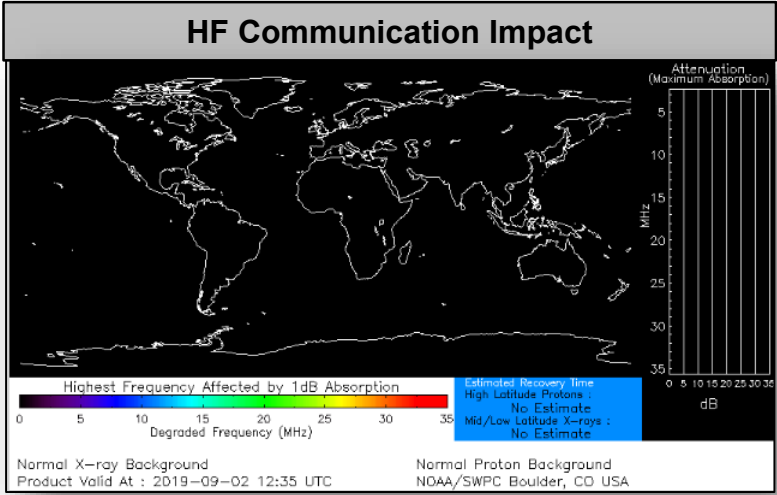 HF Communication Impact
Attenuation
(Maximum Absorption)
5
10
15
20
25
30
35
MHz
0 5 10 15 20 25 30 35
dB
Highest Frequency Affected by 1dB Absorption
0 5 10 15 20 25 30 35
Degraded Frequency (MHz)
Estimated Recovery Time
High Latitude Protons :
No Estimate
Mid/Low Latitude X-rays :
No Estimate
Normal X-ray Background
Normal Proton Background
Product Valid At : 2019-09-02 12:35 UTC
NOAA/SWPC Boulder, CO USA